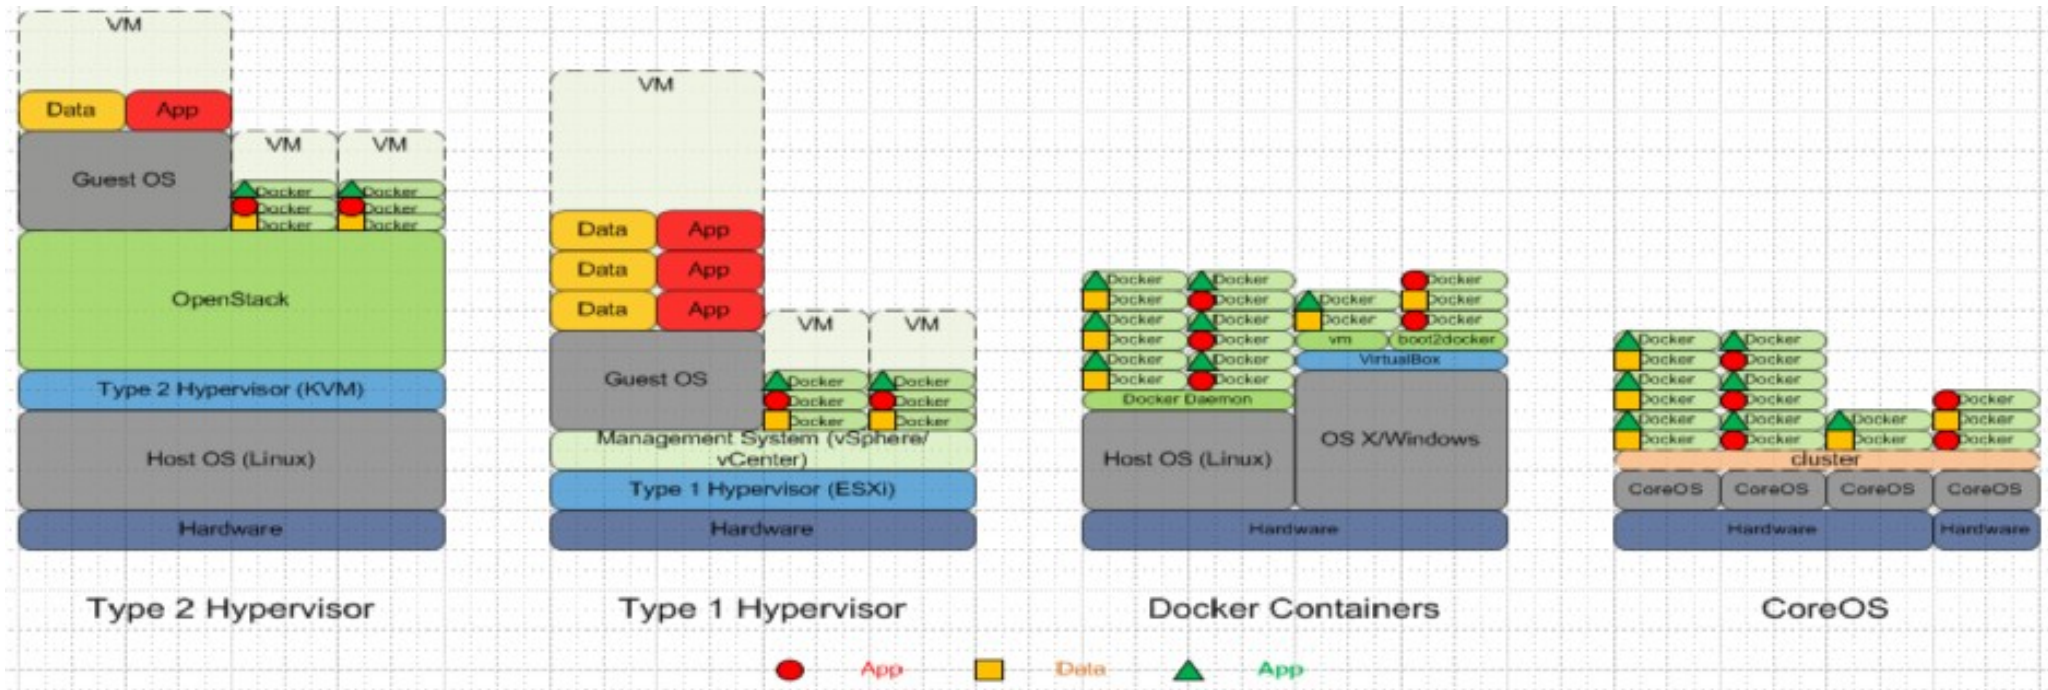 VM
Data App
Guest OS
VM VM
Docker Docker
Docker Docker
Docker Docker
OpenStack
Type 2 Hypervisor (KVM)
Host OS (Linux)
Hardware
Type 2 Hypervisor
VM
Data App
Data App
Data App
Guest OS
VM VM
Docker Docker
Docker Docker
Docker Docker
Management System (vSphere/
vCenter)
Type 1 Hypervisor (ESXi)
Hardware
Type 1 Hypervisor
Docker Docker
Docker Docker
Docker Docker
Docker Docker
Docker Docker
Docker Docker
Docker Daemon
Host OS (Linux)
Docker
Docker Docker
Docker Docker
vm boot2docker
VirtualBox
OS X/Windows
Hardware
Docker Containers
Docker Docker
Docker Docker
Docker Docker
Docker Docker Docker
Docker Docker Docker Docker
Docker Docker Docker Docker
cluster
CoreOS CoreOS CoreOS CoreOS
Hardware Hardware
CoreOS
App Data App